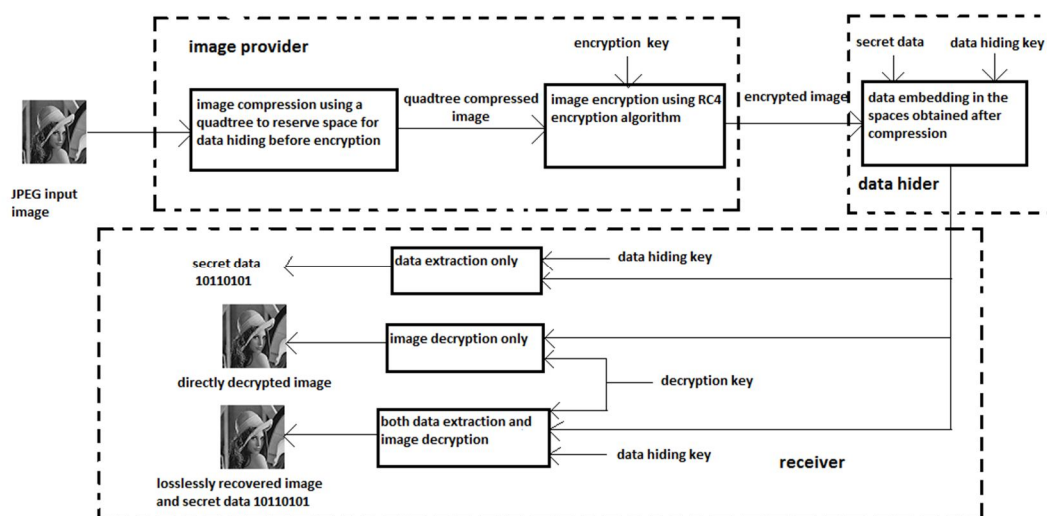 image provider
encryption key
secret data
data hiding key
image compression using a
quadtree to reserve space for
data hiding before encryption
quadtree compressed
image
image encryption using RC4
encryption algorithm
encrypted image
data embedding in the
spaces obtained after
compression
data hider
JPEG input
image
secret data
10110101
data extraction only
data hiding key
image decryption only
directly decrypted image
decryption key
both data extraction and
image decryption
data hiding key
receiver
losslessly recovered image
and secret data 10110101